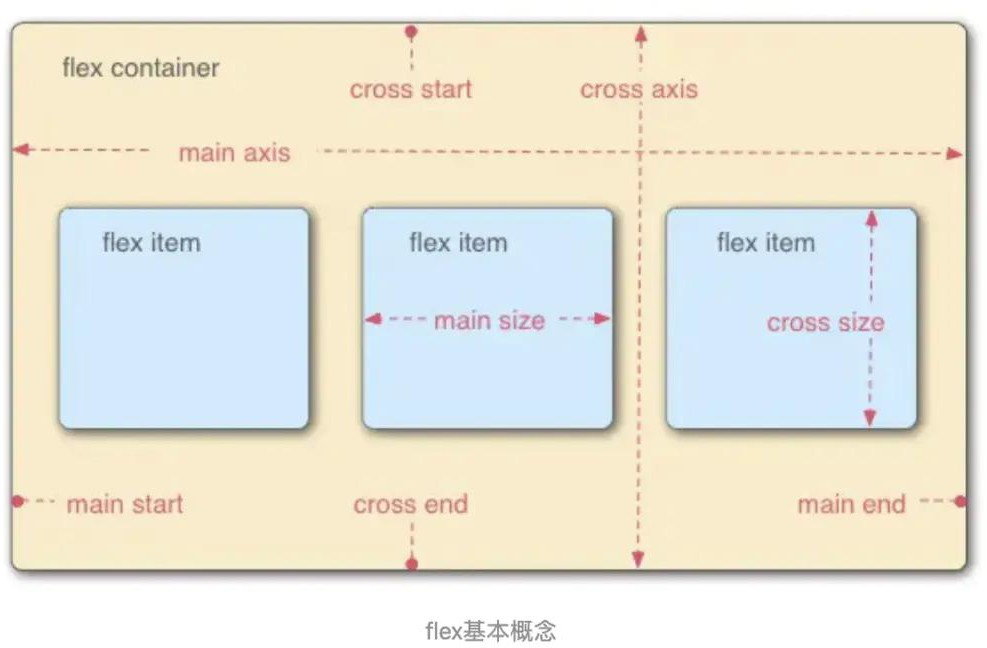 flex container
cross start
cross axis
main axis
flex item
flex item
flex item
main size
cross size
main start
cross end
main end
flex基本概念